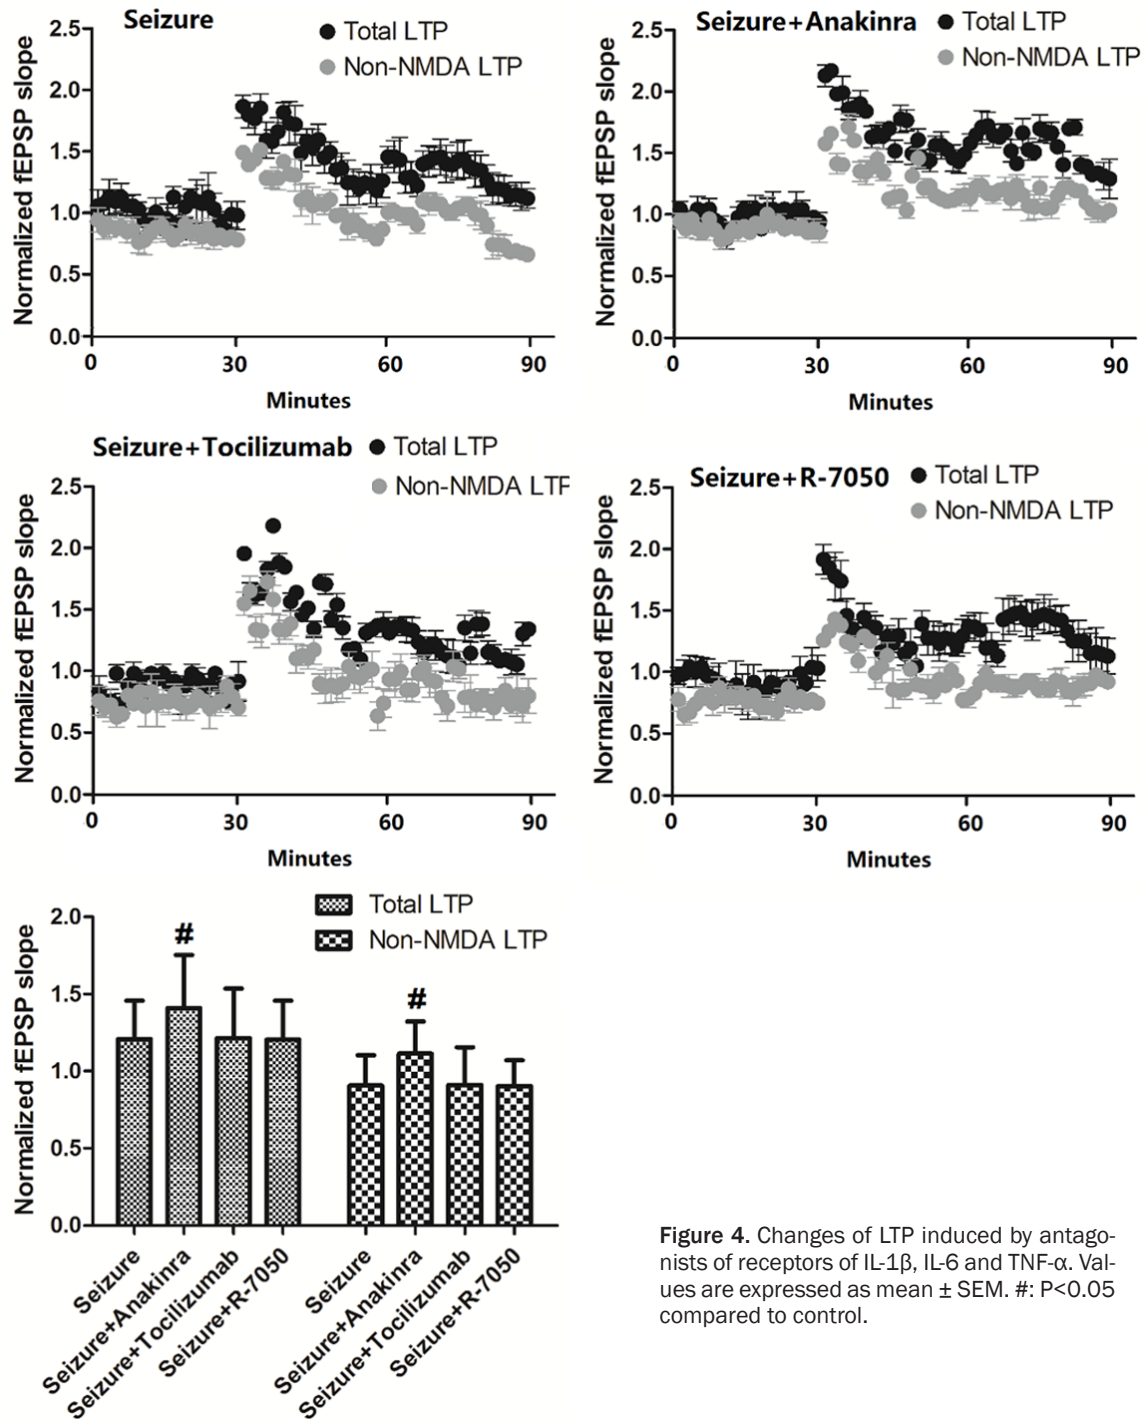 Seizure
Total LTP
Non-NMDA LTP
Normalized fEPSP slope
2.5
2.0
1.5
1.0
0.5
0.0
0 30 60 90
Minutes
Seizure+Anakinra
Total LTP
Non-NMDA LTP
Normalized fEPSP slope
2.5
2.0
1.5
1.0
0.5
0.0
0 30 60 90
Minutes
Seizure+Tocilizumab
Total LTP
Non-NMDA LTP
Normalized fEPSP slope
2.5
2.0
1.5
1.0
0.5
0.0
0 30 60 90
Minutes
Seizure+R-7050
Total LTP
Non-NMDA LTP
Normalized fEPSP slope
2.5
2.0
1.5
1.0
0.5
0.0
0 30 60 90
Minutes
Total LTP
Non-NMDA LTP
Normalized fEPSP slope
2.0
1.5
1.0
0.5
0.0
#
#
Seizure
Seizure+Anakinra
Seizure+Tocilizumab
Seizure+R-7050
Seizure
Seizure+Anakinra
Seizure+Tocilizumab
Seizure+R-7050
Figure 4. Changes of LTP induced by antago-
nists of receptors of IL-1β, IL-6 and TNF-α. Val-
ues are expressed as mean ± SEM. #: P<0.05
compared to control.